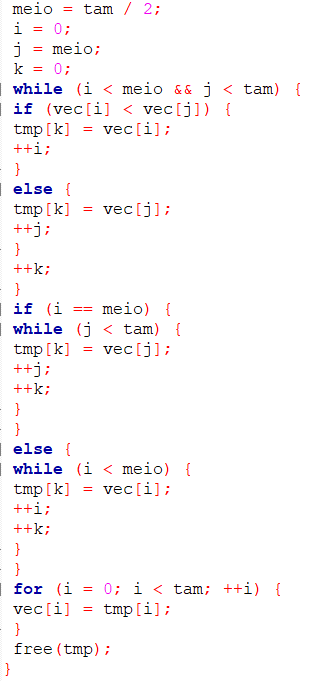 meio = tam / 2;
i = 0;
j = meio;
k = 0;
while (i < meio && j < tam) {
if (vec[i] < vec[j]) {
tmp[k] = vec[i];
++i;
}
else {
tmp[k] = vec[j];
++j;
}
++k;
}
if (i == meio) {
while (j < tam) {
tmp[k] = vec[j];
++j;
++k;
}
}
else {
while (i < meio) {
tmp[k] = vec[i];
++i;
++k;
}
}
for (i = 0; i < tam; ++i) {
vec[i] = tmp[i];
}
free(tmp);
}